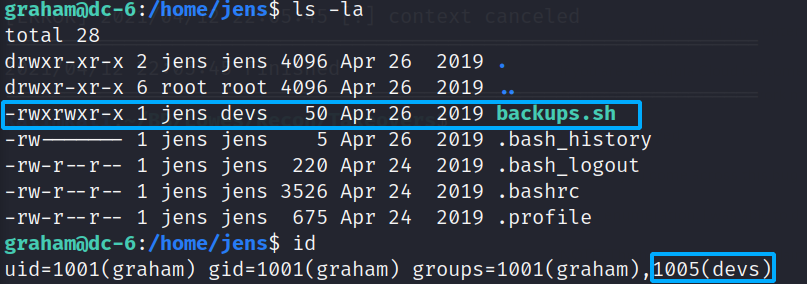 graham@dc-6:/home/jens$ ls -la
total 28
drwxr-xr-x 2 jens jens 4096 Apr 26 2019 .
drwxr-xr-x 6 root root 4096 Apr 26 2019 ..
-rwxrwxr-x 1 jens devs 50 Apr 26 2019 backups.sh
-rw------- 1 jens jens 5 Apr 26 2019 .bash_history
-rw-r--r-- 1 jens jens 220 Apr 24 2019 .bash_logout
-rw-r--r-- 1 jens jens 3526 Apr 24 2019 .bashrc
-rw-r--r-- 1 jens jens 675 Apr 24 2019 .profile
graham@dc-6:/home/jens$ id
uid=1001(graham) gid=1001(graham) groups=1001(graham),1005(devs)